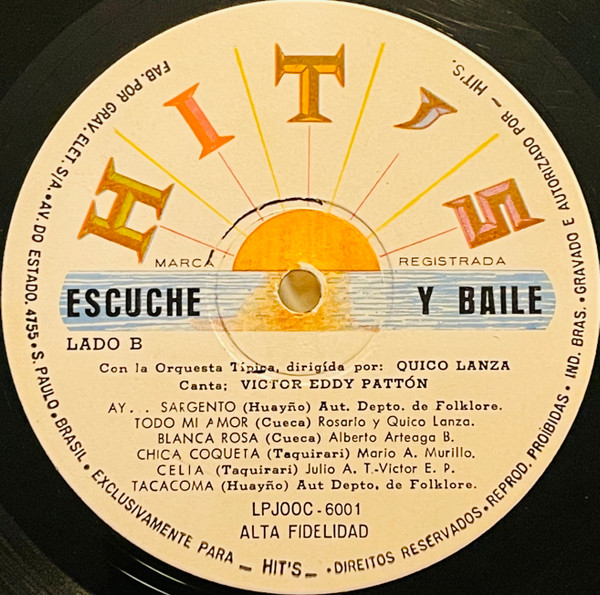 HIT'S
MARCA REGISTRADA
ESCUCHE Y BAILE
LADO B
Con la Orquesta Típica, dirigída por: QUICO LANZA
Canta; VICTOR EDDY PATTÓN
AY... SARGENTO (Huayño) Aut. Depto. de Folklore.
TODO MI AMOR (Cueca) Rosario y Quico Lanza.
BLANCA ROSA (Cueca) Alberto Arteaga B.
CHICA COQUETA (Taquirari) Mario A. Murillo.
CELIA (Taquirari) Julio A. T.-Victor E. P.
TACACOMA (Huayño) Aut Depto. de Folklore.
LPJOOC-6001
ALTA FIDELIDAD
FAB. POR GRAV. ELET. S/A. • AV. DO ESTADO, 4755 • S. PAULO • BRASIL • EXCLUSIVAMENTE PARA — HIT'S — • DIREITOS RESERVADOS • REPROD. PROÍBIDAS • IND. BRAS. • GRAVADO E AUTORIZADO POR — HIT'S.